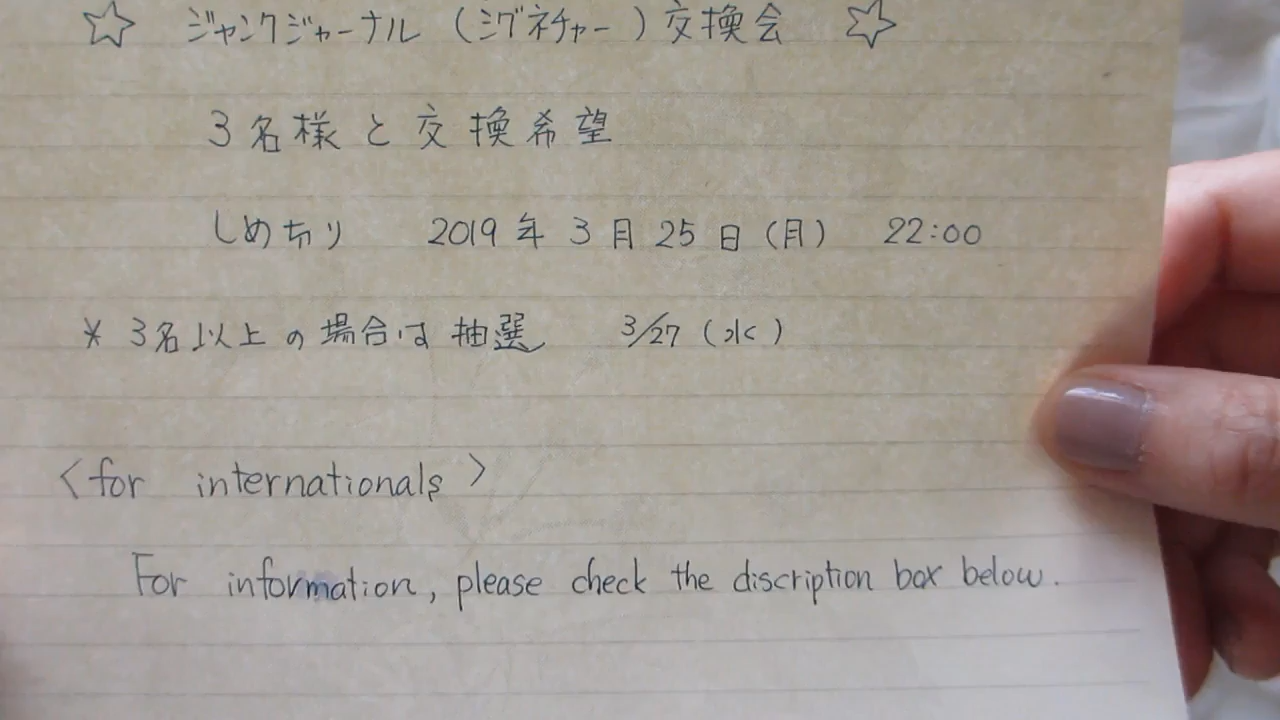 ☆ ジャンクジャーナル (シグネチャー) 交換会 ☆
3名様と交換希望
しめ切り 2019年3月25日(月) 22:00
* 3名以上の場合は抽選 3/27 (水)
<for internationals>
For information, please check the discription box below.